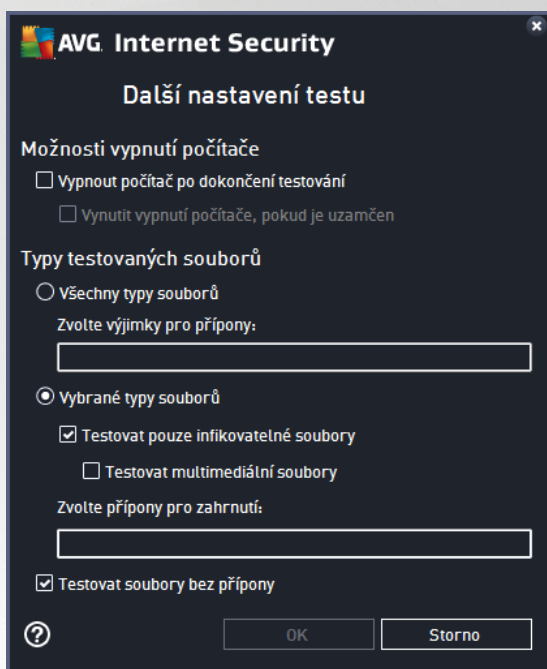 AVG. Internet Security
Další nastavení testu
Možnosti vypnutí počítače
Vypnout počítač po dokončení testování
Vynutit vypnutí počítače, pokud je uzamčen
Typy testovaných souborů
Všechny typy souborů
Zvolte výjimky pro přípony:
Vybrané typy souborů
Testovat pouze infikovatelné soubory
Testovat multimediální soubory
Zvolte přípony pro zahrnutí:
Testovat soubory bez přípony
? OK Storno